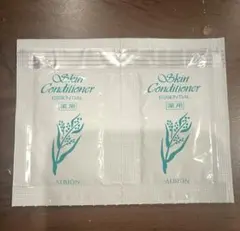 Skin
Conditioner
ESSENTIAL
薬用
ALBION
Skin
Conditioner
ESSENTIAL
薬用
ALBION